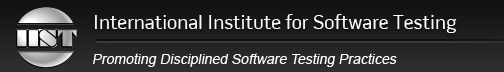 IIST
International Institute for Software Testing
Promoting Disciplined Software Testing Practices